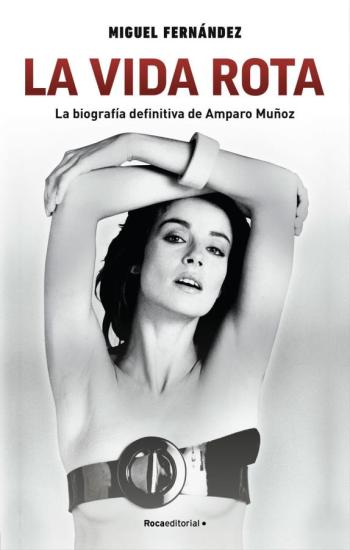 MIGUEL FERNÁNDEZ
LA VIDA ROTA
La biografía definitiva de Amparo Muñoz
Rocaeditorial